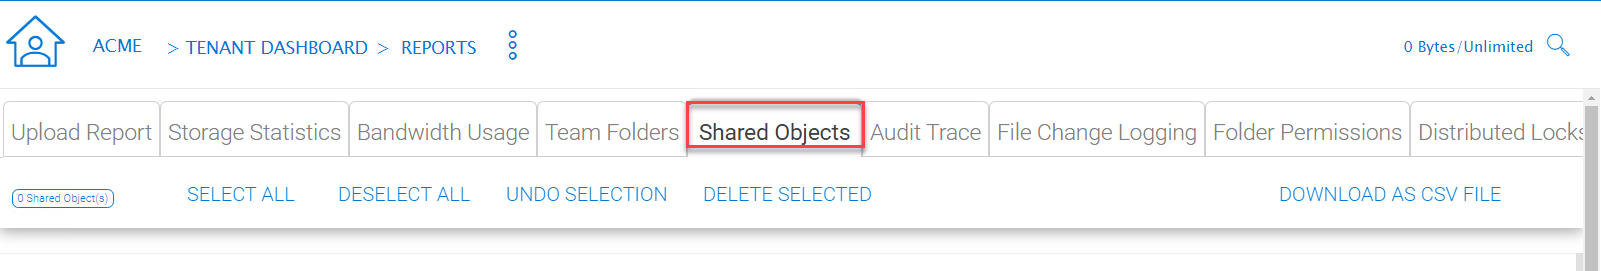 ACME > TENANT DASHBOARD > REPORTS 0 Bytes/Unlimited
Upload Report Storage Statistics Bandwidth Usage Team Folders Shared Objects Audit Trace File Change Logging Folder Permissions Distributed Locks
0 Shared Object(s) SELECT ALL DESELECT ALL UNDO SELECTION DELETE SELECTED DOWNLOAD AS CSV FILE